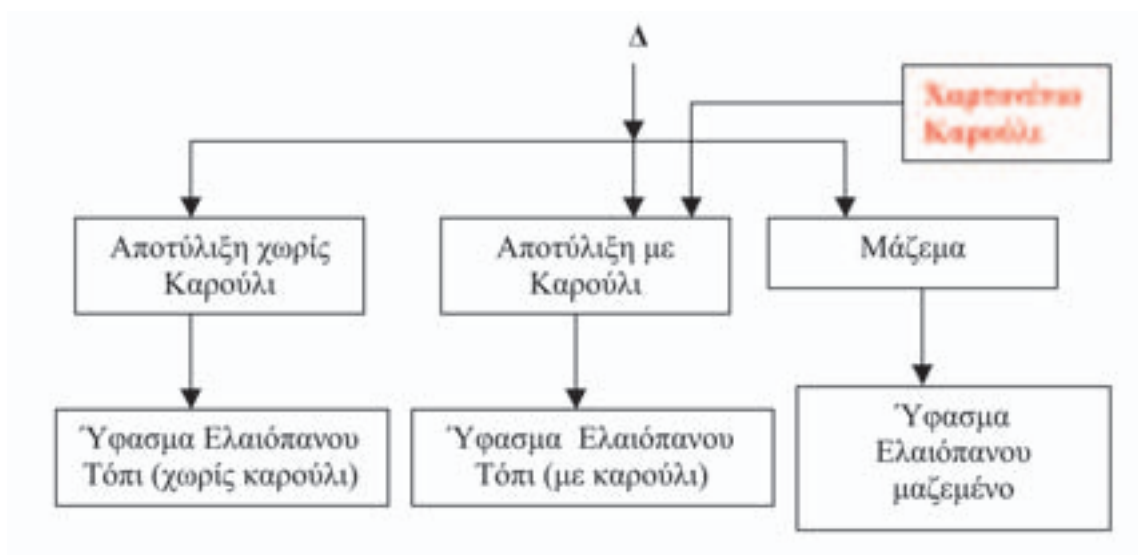 Δ
Χαρτονένιο
Καρούλι
Αποτύλιξη χωρίς
Καρούλι
Αποτύλιξη με
Καρούλι
Μάζεμα
Ύφασμα Ελαιόπανου
Τόπι (χωρίς καρούλι)
Ύφασμα Ελαιόπανου
Τόπι (με καρούλι)
Ύφασμα
Ελαιόπανου
μαζεμένο